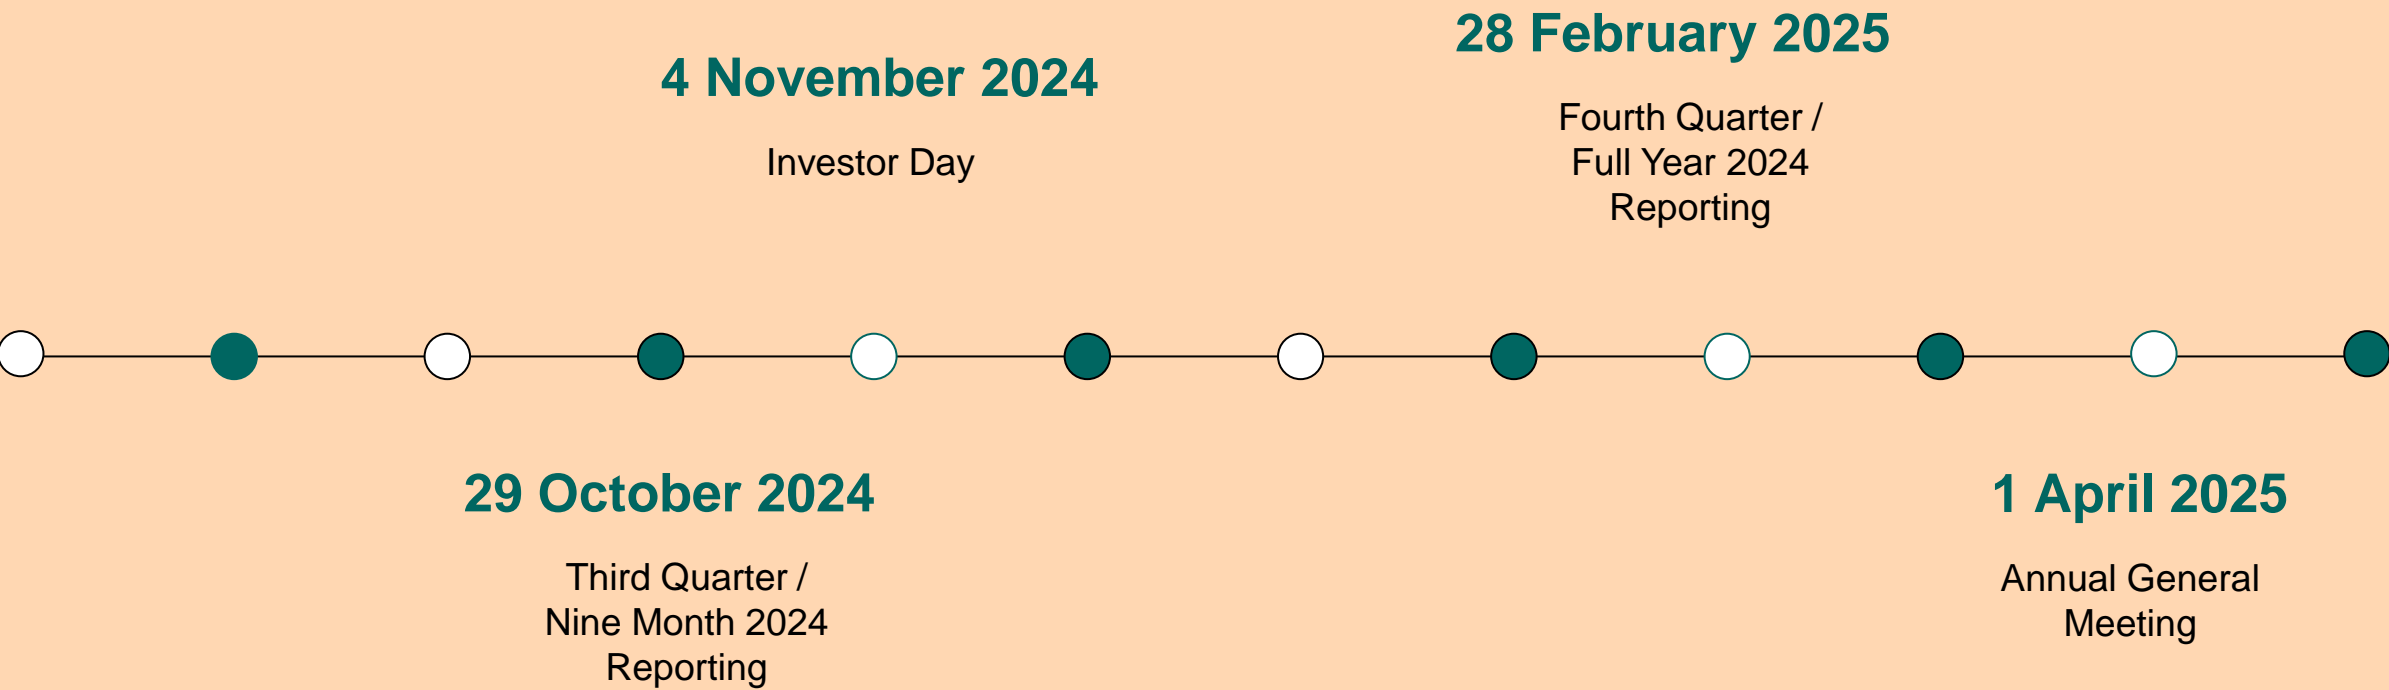 28 February 2025
4 November 2024
Fourth Quarter /
Investor Day
Full Year 2024
Reporting
29 October 2024
1 April 2025
Third Quarter /
Annual General
Nine Month 2024
Meeting
Reporting